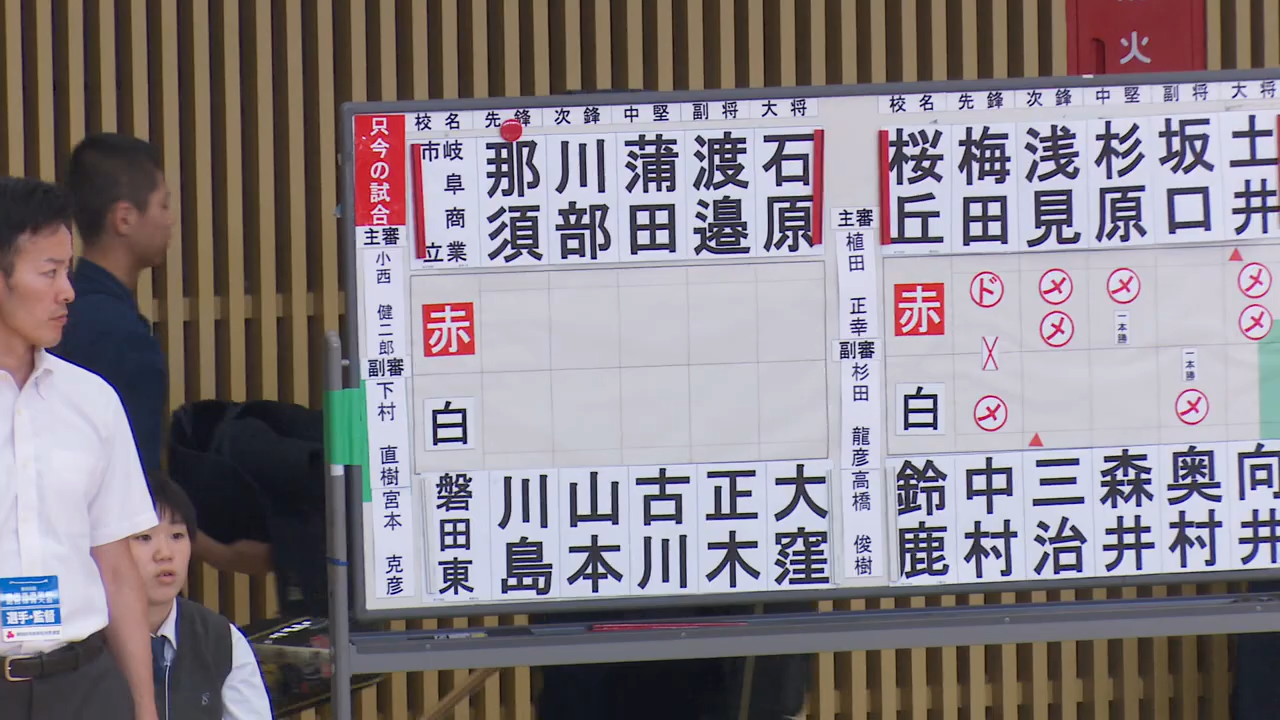 火
只今の試合
校名 先鋒 次鋒 中堅 副将 大将
市立岐阜商業 那須 川部 蒲田 渡邉 石原
主審
小西 健二郎
副審
下村 直樹
宮本 克彦
赤
白
磐田東 川島 山本 古川 正木 大窪
校名 先鋒 次鋒 中堅 副将 大将
桜丘 梅田 浅見 杉原 坂口 土井
主審
植田 正幸
副審
杉田 龍彦
高橋 俊樹
赤 ド メ メ メ
メ 一本勝 メ
一本勝
白 メ メ
鈴鹿 中村 三治 森井 奥村 向井
選手・監督